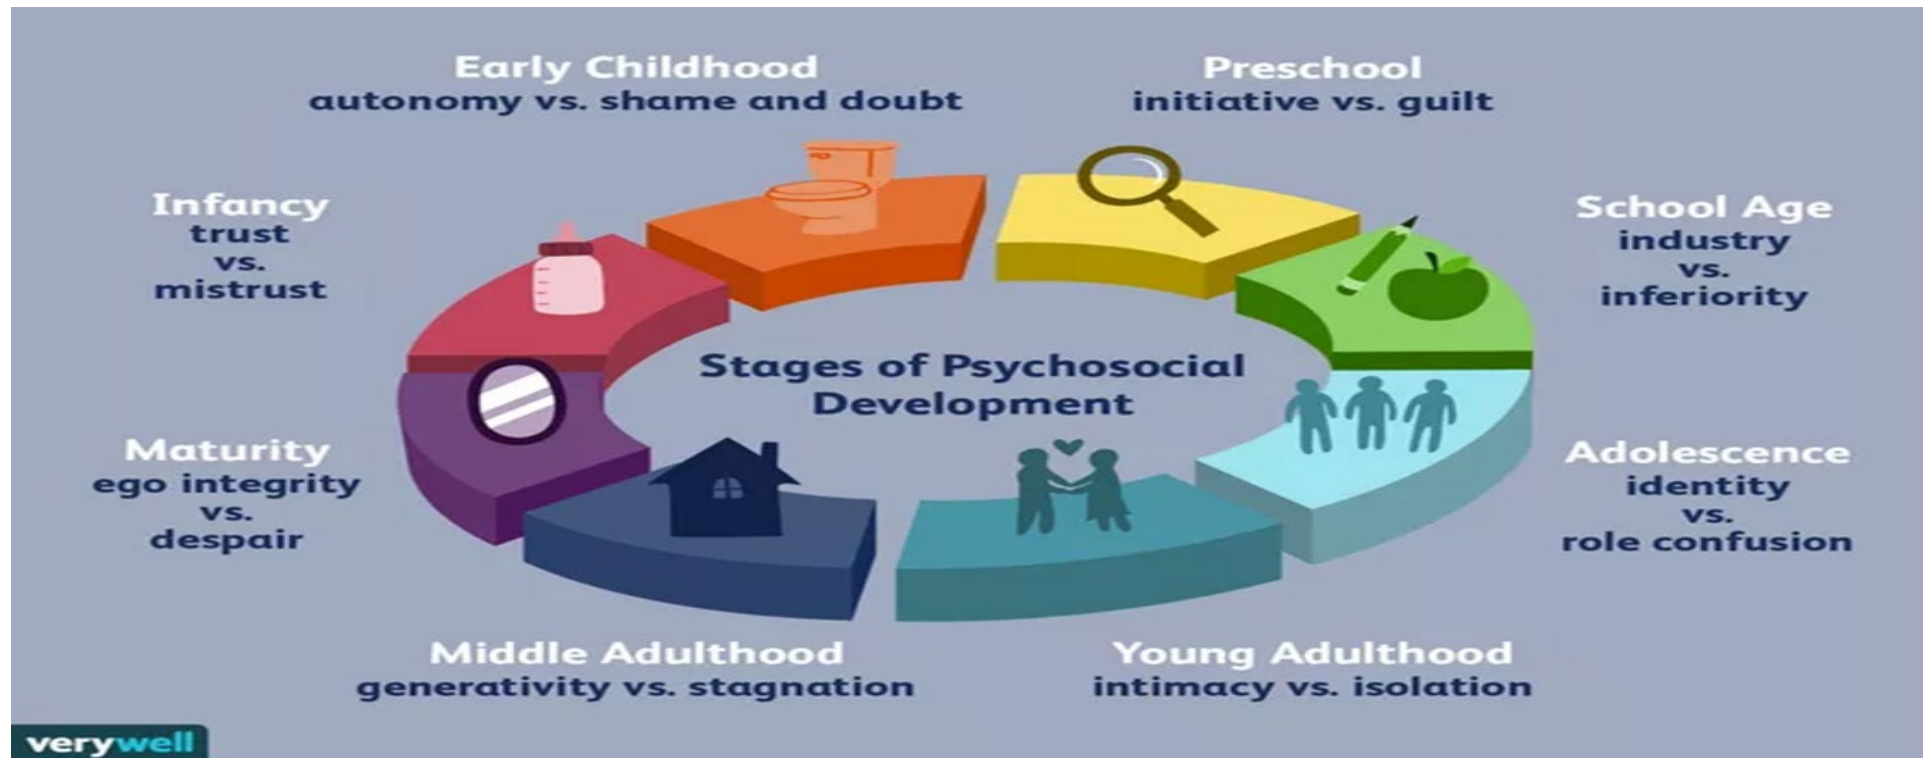 Early Childhood
autonomy vs. shame and doubt
Preschool
initiative vs. guilt
Infancy
trust
vs.
mistrust
School Age
industry
vs.
inferiority
Stages of Psychosocial
Development
Maturity
ego integrity
vs.
despair
Adolescence
identity
vs.
role confusion
Middle Adulthood
generativity vs. stagnation
Young Adulthood
intimacy vs. isolation
verywell